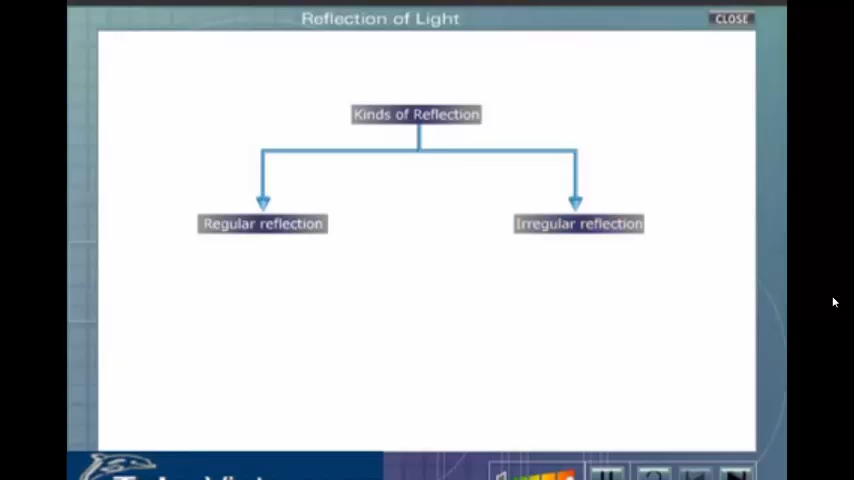 Reflection of Light
CLOSE
Kinds of Reflection
Regular reflection
Irregular reflection